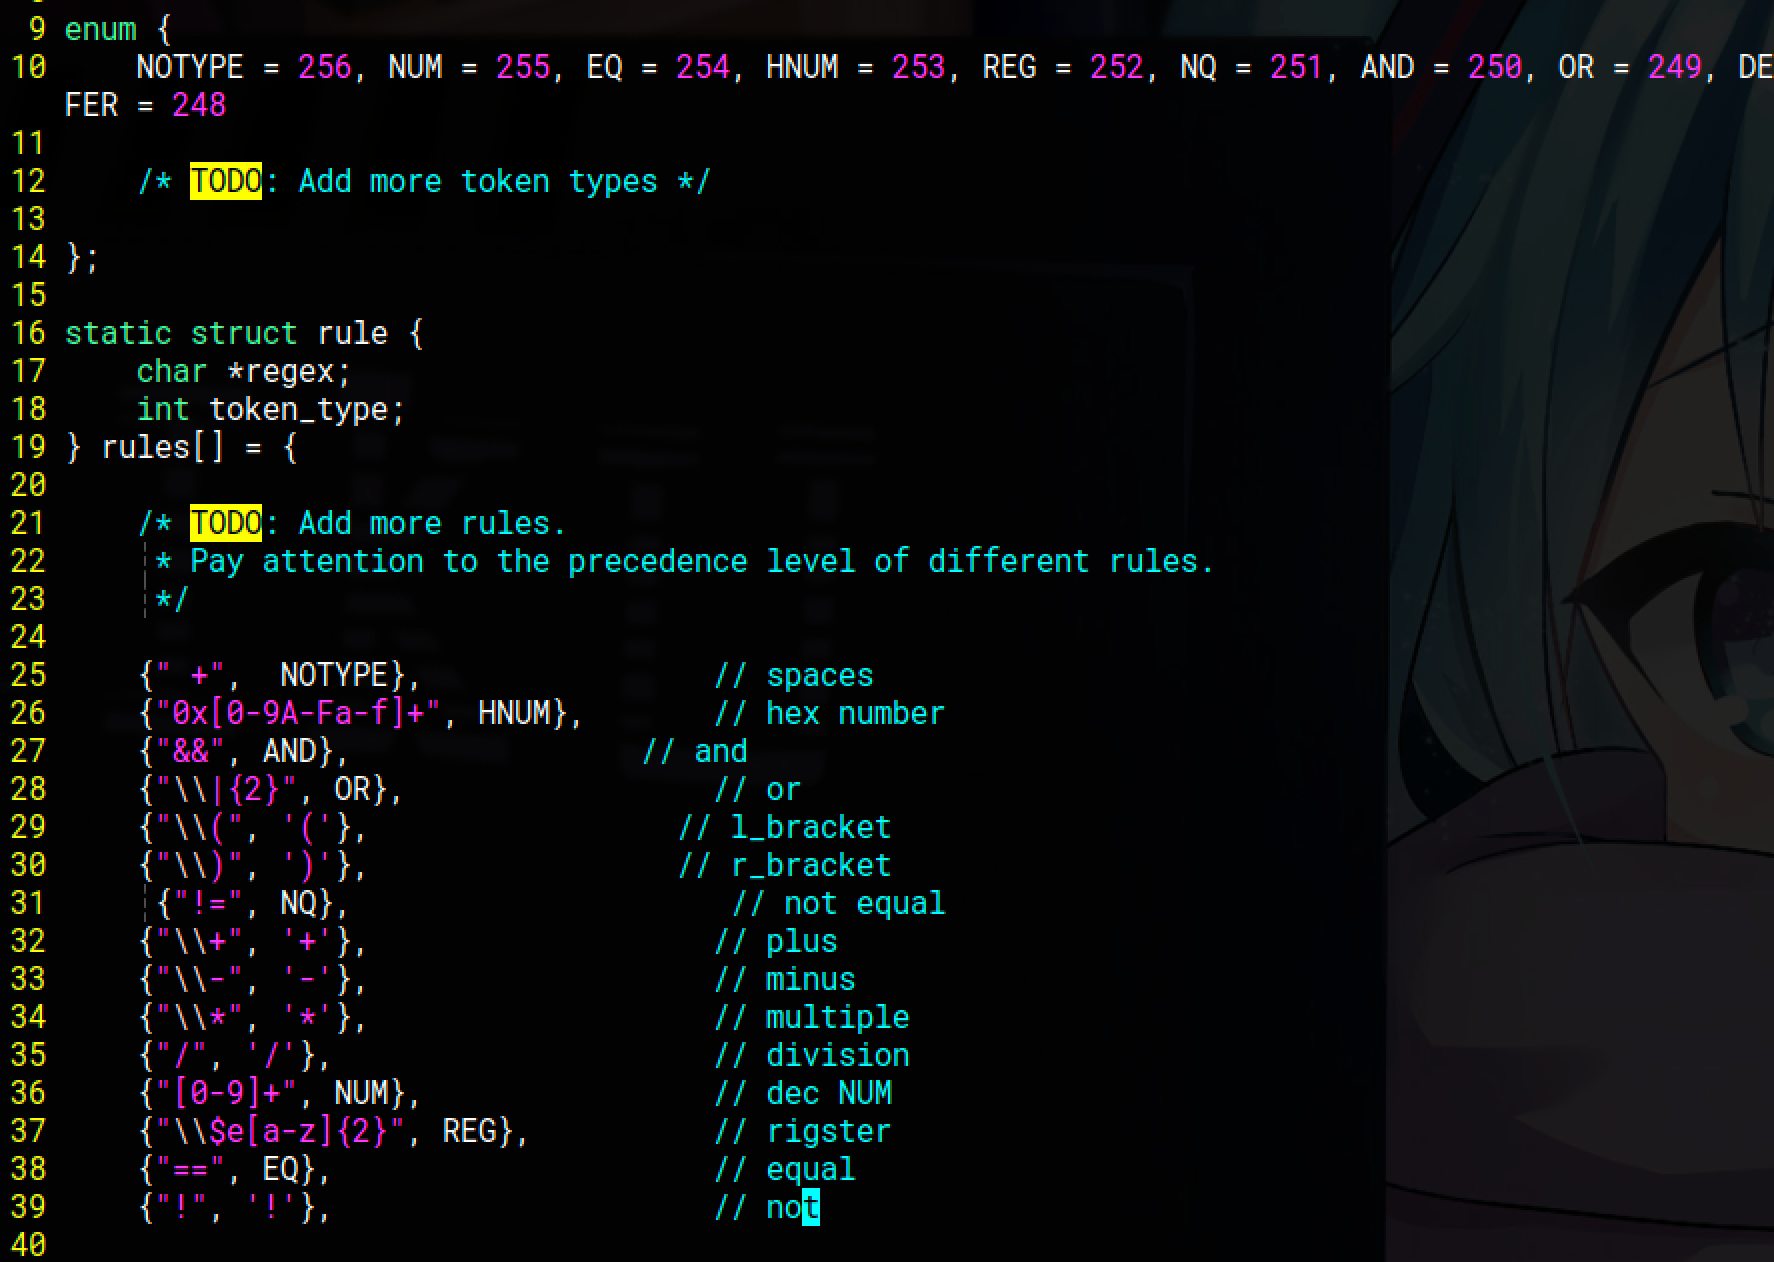 9 enum {
10     NOTYPE = 256, NUM = 255, EQ = 254, HNUM = 253, REG = 252, NQ = 251, AND = 250, OR = 249, DE
FER = 248
11
12     /* TODO: Add more token types */
13
14 };
15
16 static struct rule {
17     char *regex;
18     int token_type;
19 } rules[] = {
20
21     /* TODO: Add more rules.
22      * Pay attention to the precedence level of different rules.
23      */
24
25     {" +",  NOTYPE},                // spaces
26     {"0x[0-9A-Fa-f]+", HNUM},       // hex number
27     {"&&", AND},                // and
28     {"\\|{2}", OR},                 // or
29     {"\\(", '('},                 // l_bracket
30     {"\\)", ')'},                 // r_bracket
31      {"!=", NQ},                     // not equal
32     {"\\+", '+'},                   // plus
33     {"\\-", '-'},                   // minus
34     {"\\*", '*'},                   // multiple
35     {"/", '/'},                     // division
36     {"[0-9]+", NUM},                // dec NUM
37     {"\\$e[a-z]{2}", REG},          // rigster
38     {"==", EQ},                     // equal
39     {"!", '!'},                     // not
40